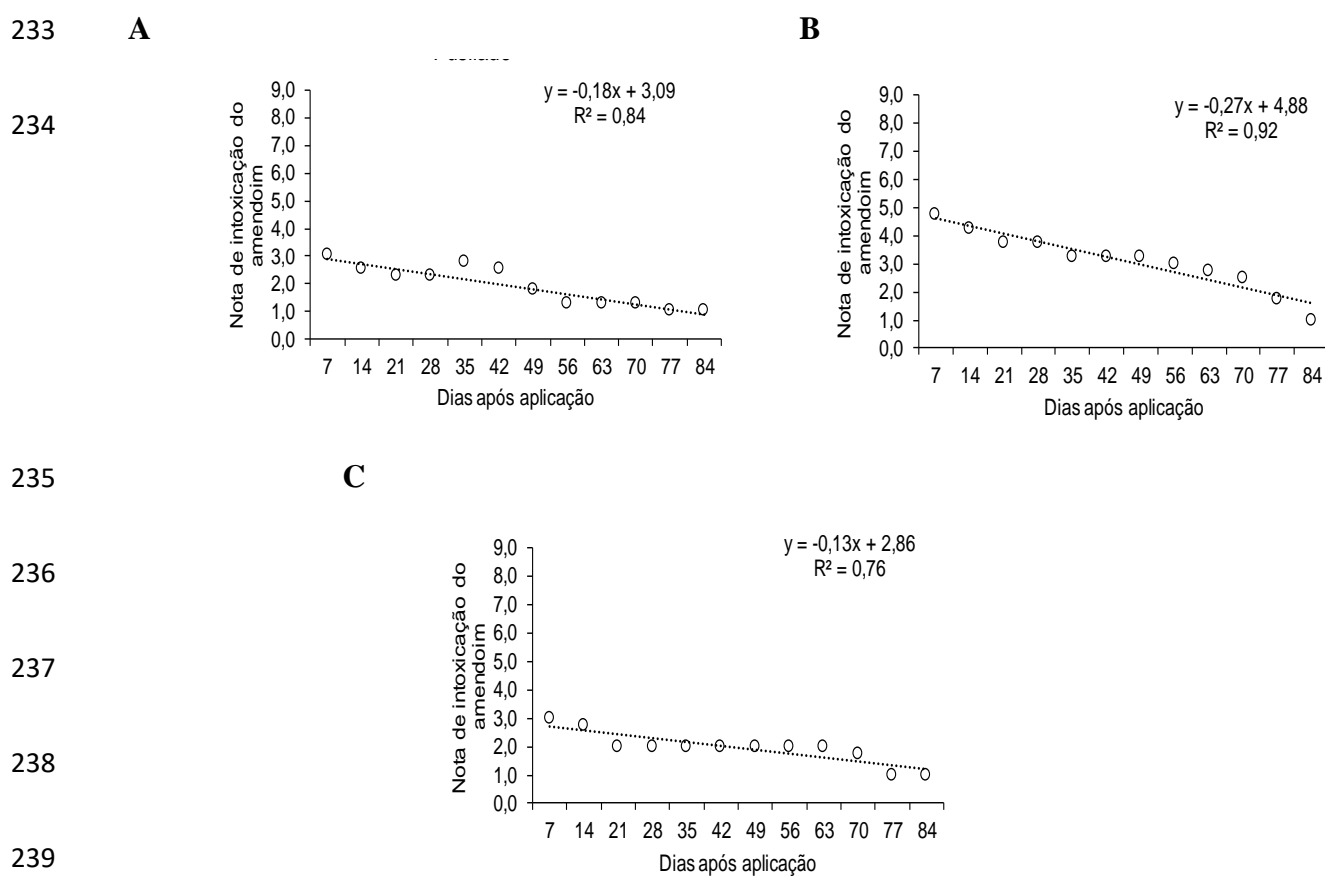 233 A B
y = -0,18x + 3,09
R² = 0,84
Nota de intoxicação do
amendoim
9,0
8,0
7,0
6,0
5,0
4,0
3,0
2,0
1,0
0,0
7 14 21 28 35 42 49 56 63 70 77 84
Dias após aplicação
234
y = -0,27x + 4,88
R² = 0,92
Nota de intoxicação do
amendoim
9,0
8,0
7,0
6,0
5,0
4,0
3,0
2,0
1,0
0,0
7 14 21 28 35 42 49 56 63 70 77 84
Dias após aplicação
235 C
y = -0,13x + 2,86
R² = 0,76
Nota de intoxicação do
amendoim
9,0
8,0
7,0
6,0
5,0
4,0
3,0
2,0
1,0
0,0
7 14 21 28 35 42 49 56 63 70 77 84
Dias após aplicação
236
237
238
239